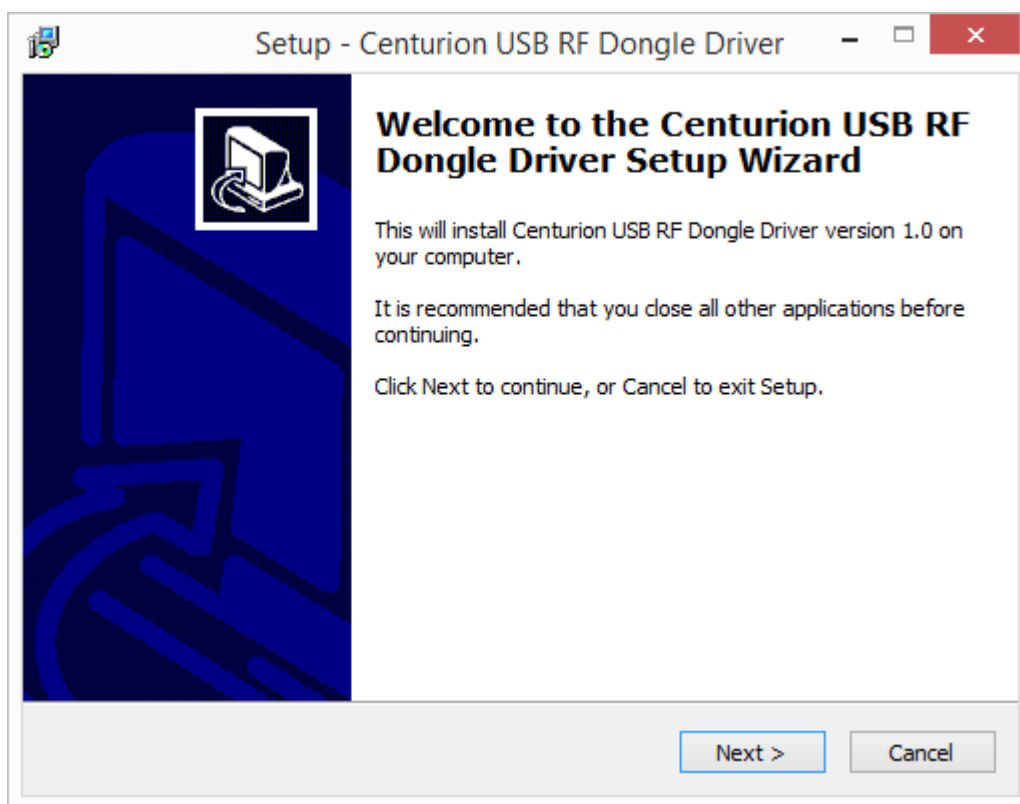 Setup - Centurion USB RF Dongle Driver
Welcome to the Centurion USB RF
Dongle Driver Setup Wizard
This will install Centurion USB RF Dongle Driver version 1.0 on
your computer.
It is recommended that you close all other applications before
continuing.
Click Next to continue, or Cancel to exit Setup.
Next >
Cancel